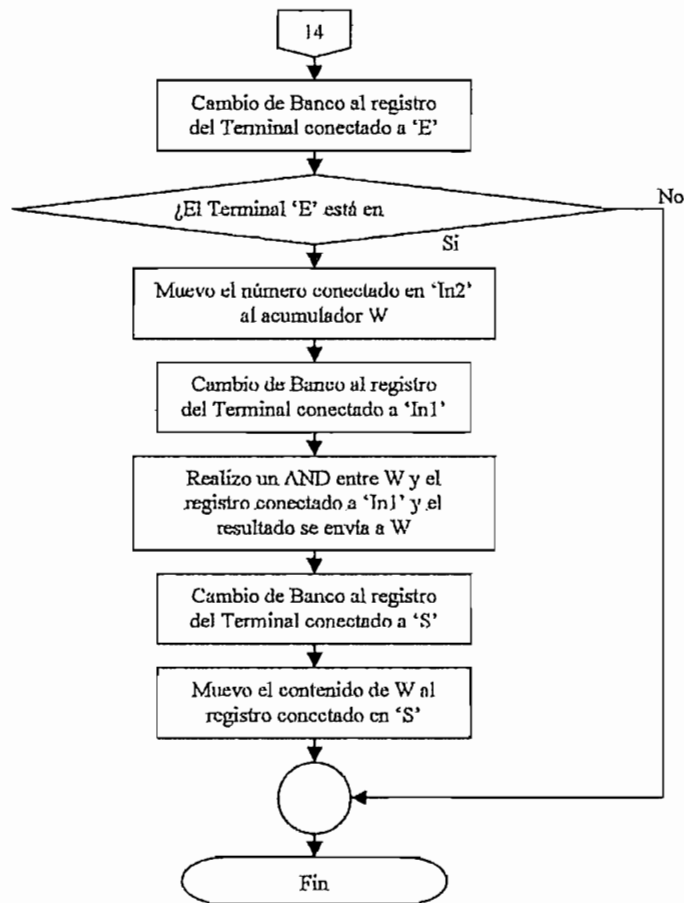 14
Cambio de Banco al registro
del Terminal conectado a ‘E’
¿El Terminal ‘E’ está en
No
Si
Muevo el número conectado en ‘In2’
al acumulador W
Cambio de Banco al registro
del Terminal conectado a ‘In1’
Realizo un AND entre W y el
registro conectado a ‘In1’ y el
resultado se envía a W
Cambio de Banco al registro
del Terminal conectado a ‘S’
Muevo el contenido de W al
registro conectado en ‘S’
Fin